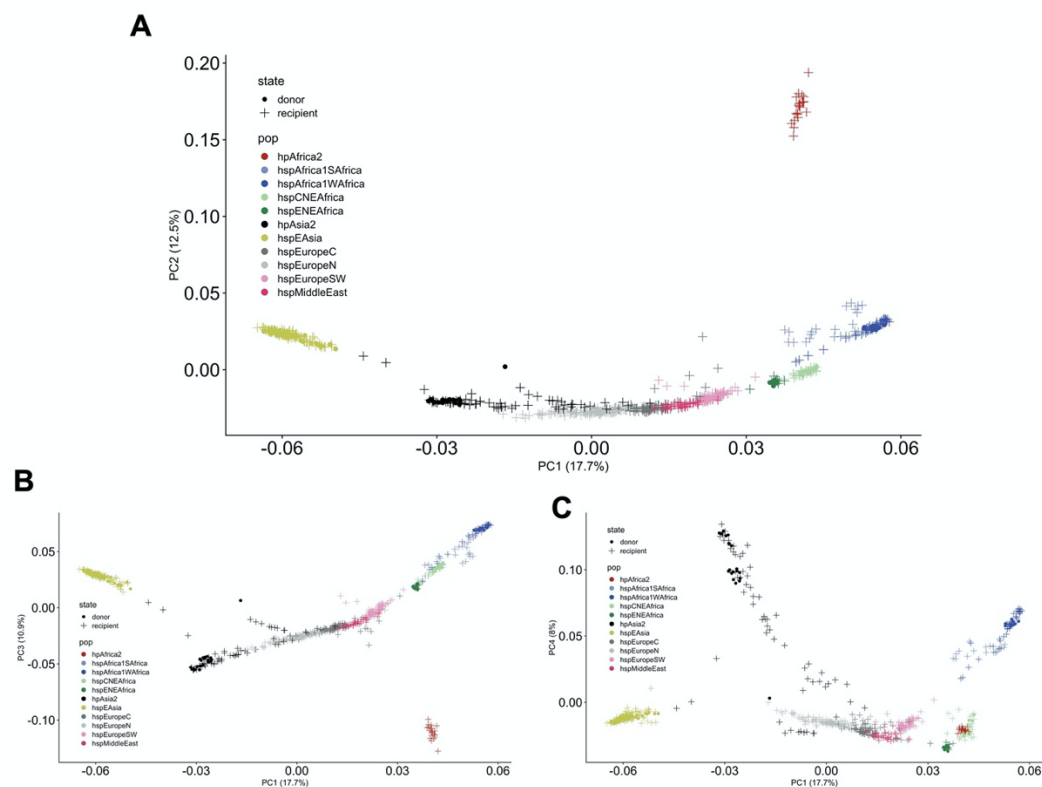 A
0.20
0.15
0.10
0.05
0.00
PC2 (12.5%)
state
donor
recipient
pop
hpAfrica2
hspAfrica1SAfrica
hspAfrica1WAfrica
hspCNEAfrica
hspENEAfrica
hpAsia2
hspEAsia
hspEuropeC
hspEuropeN
hspEuropeSW
hspMiddleEast
-0.06 -0.03 0.00 0.03 0.06
PC1 (17.7%)
B
0.05
0.00
-0.05
-0.10
PC3 (10.9%)
state
donor
recipient
pop
hpAfrica2
hspAfrica1SAfrica
hspAfrica1WAfrica
hspCNEAfrica
hspENEAfrica
hpAsia2
hspEAsia
hspEuropeC
hspEuropeN
hspEuropeSW
hspMiddleEast
-0.06 -0.03 0.00 0.03 0.06
PC1 (17.7%)
C
0.10
0.05
0.00
PC4 (8%)
state
donor
recipient
pop
hpAfrica2
hspAfrica1SAfrica
hspAfrica1WAfrica
hspCNEAfrica
hspENEAfrica
hpAsia2
hspEAsia
hspEuropeC
hspEuropeN
hspEuropeSW
hspMiddleEast
-0.06 -0.03 0.00 0.03 0.06
PC1 (17.7%)